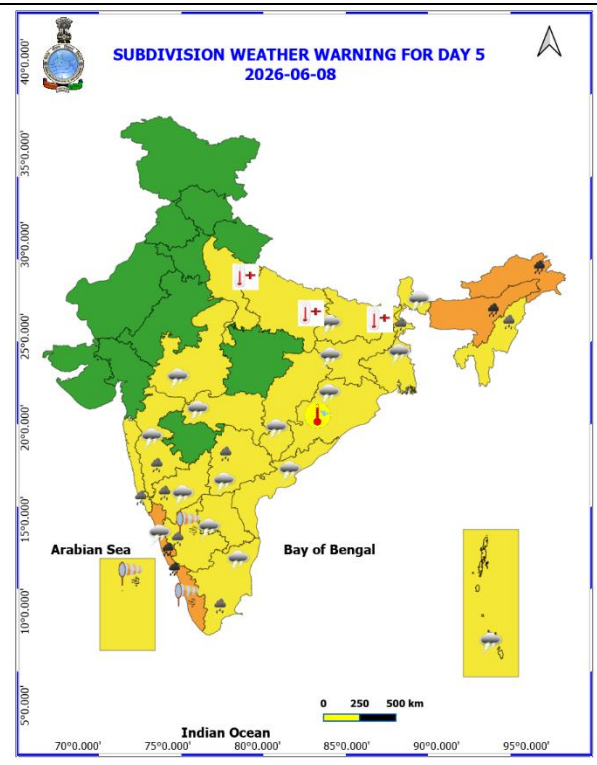 SUBDIVISION WEATHER WARNING FOR DAY 5
2026-06-08
40°0.000'
35°0.000'
30°0.000'
25°0.000'
20°0.000'
15°0.000'
10°0.000'
5°0.000'
Arabian Sea
Bay of Bengal
0 250 500 km
Indian Ocean
70°0.000' 75°0.000' 80°0.000' 85°0.000' 90°0.000' 95°0.000'